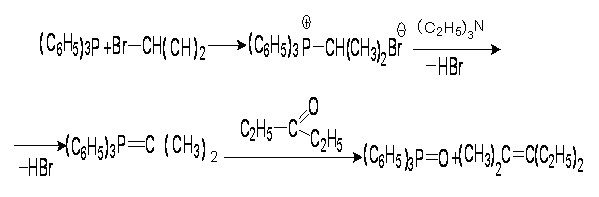 (C₆H₅)₃P+Br—CH(CH₃)₂⟶(C₆H₅)₃P⊕—CH(CH₃)₂Br⊖ (C₂H₅)₃N
—HBr
(C₆H₅)₃P=C (CH₃)₂ C₂H₅—C(=O)—C₂H₅ (C₆H₅)₃P=O+(CH₃)₂C=C(C₂H₅)₂
—HBr